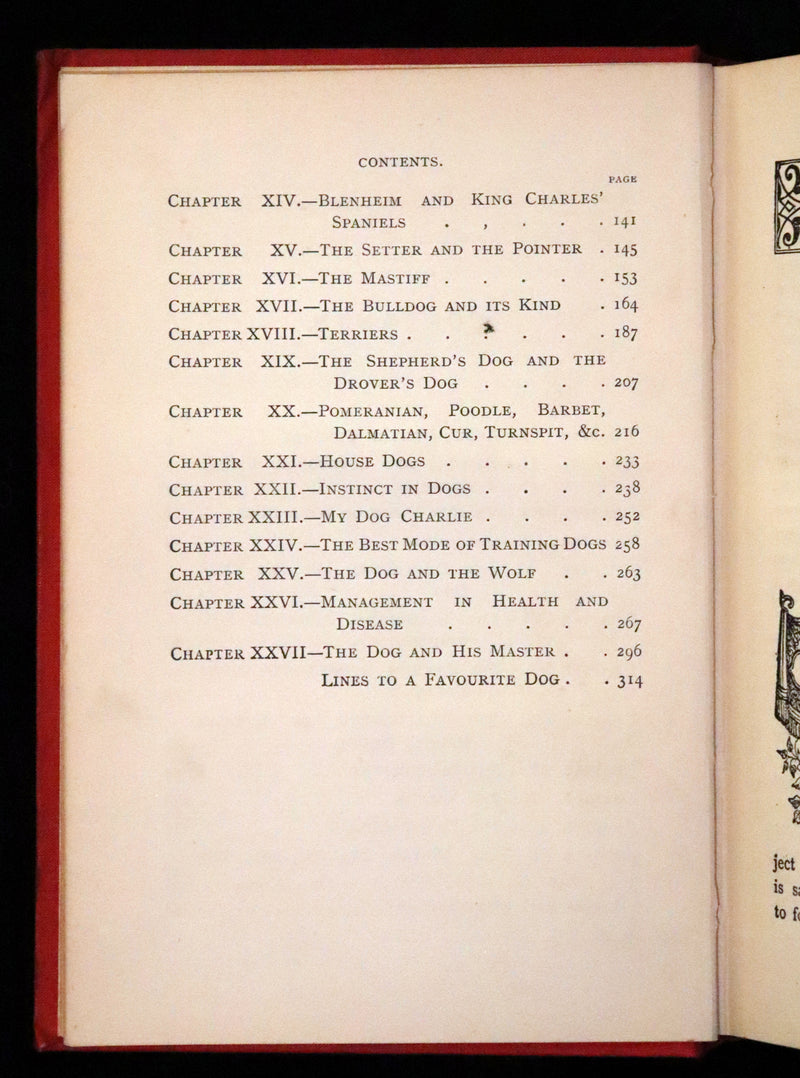 CONTENTS.
PAGE
CHAPTER XIV.—BLENHEIM AND KING CHARLES'
SPANIELS . , . . . 141
CHAPTER XV.—THE SETTER AND THE POINTER . 145
CHAPTER XVI.—THE MASTIFF . . . . . 153
CHAPTER XVII.—THE BULLDOG AND ITS KIND . 164
CHAPTER XVIII.—TERRIERS . . . . . . 187
CHAPTER XIX.—THE SHEPHERD'S DOG AND THE
DROVER'S DOG . . . . 207
CHAPTER XX.—POMERANIAN, POODLE, BARBET,
DALMATIAN, CUR, TURNSPIT, &C. 216
CHAPTER XXI.—HOUSE DOGS . . . . . 233
CHAPTER XXII.—INSTINCT IN DOGS . . . . 238
CHAPTER XXIII.—MY DOG CHARLIE . . . . 252
CHAPTER XXIV.—THE BEST MODE OF TRAINING DOGS 258
CHAPTER XXV.—THE DOG AND THE WOLF . . 263
CHAPTER XXVI.—MANAGEMENT IN HEALTH AND
DISEASE . . . . . 267
CHAPTER XXVII—THE DOG AND HIS MASTER . . 296
LINES TO A FAVOURITE DOG . . 314
ject
is
to